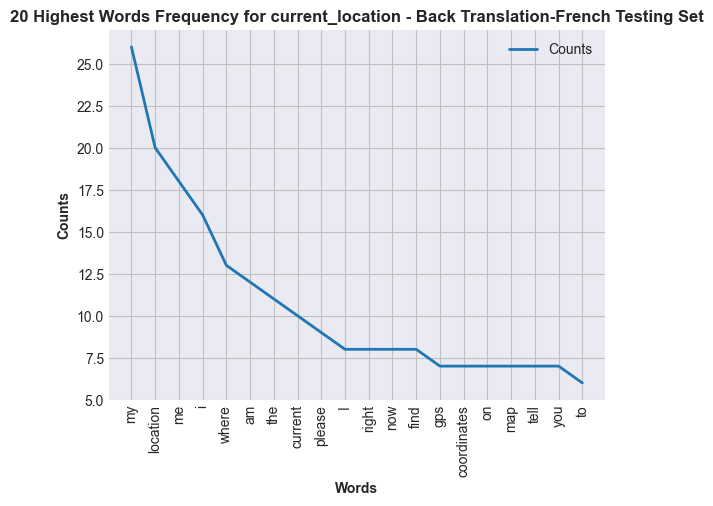 20 Highest Words Frequency for current_location - Back Translation-French Testing Set
Counts
Counts
25.0
22.5
20.0
17.5
15.0
12.5
10.0
7.5
5.0
my
location
me
i
where
am
the
current
please
I
right
now
find
gps
coordinates
on
map
tell
you
to
Words